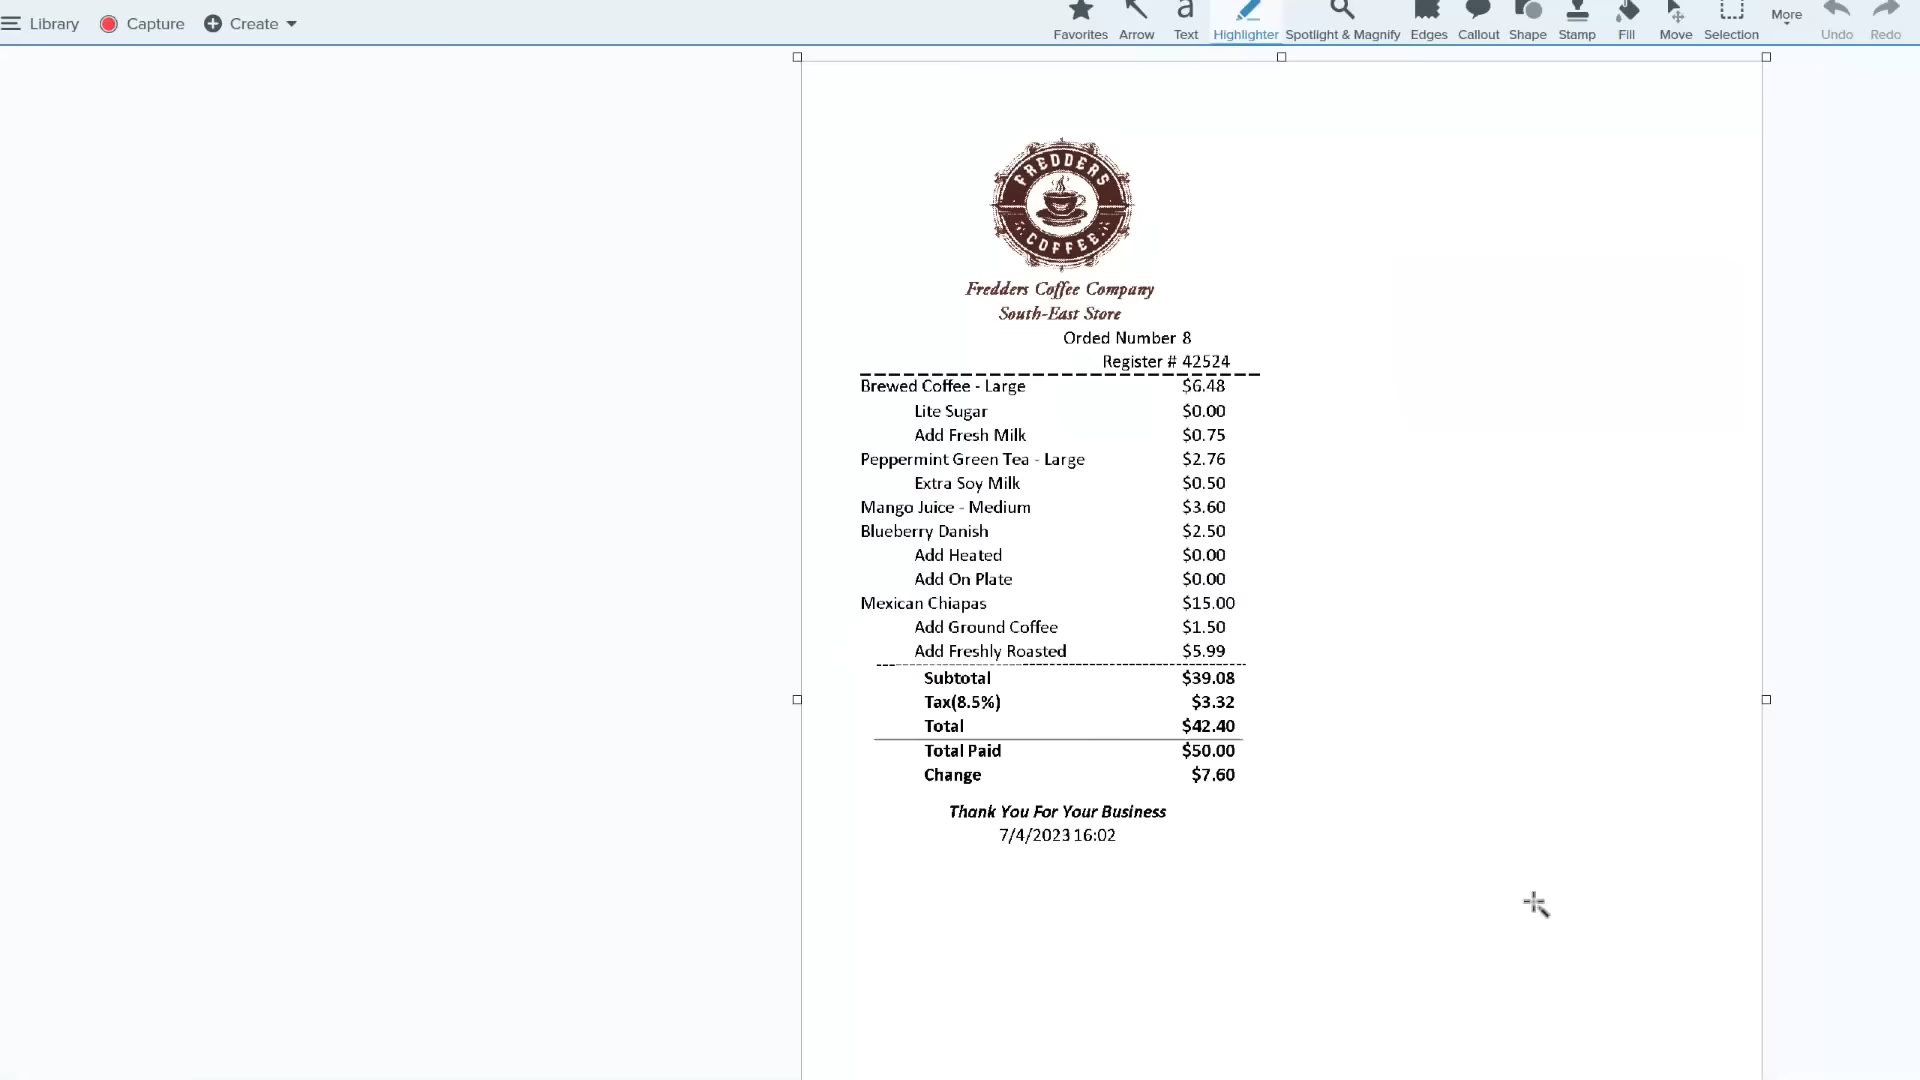 Library Capture Create Favorites Arrow Text Highlighter Spotlight & Magnify Edges Callout Shape Stamp Fill Move Selection More Undo Redo
FREDDERS
COFFEE
Fredders Coffee Company
South-East Store
Orded Number 8
Register # 42524
Brewed Coffee - Large $6.48
Lite Sugar $0.00
Add Fresh Milk $0.75
Peppermint Green Tea - Large $2.76
Extra Soy Milk $0.50
Mango Juice - Medium $3.60
Blueberry Danish $2.50
Add Heated $0.00
Add On Plate $0.00
Mexican Chiapas $15.00
Add Ground Coffee $1.50
Add Freshly Roasted $5.99
Subtotal $39.08
Tax(8.5%) $3.32
Total $42.40
Total Paid $50.00
Change $7.60
Thank You For Your Business
7/4/2023 16:02